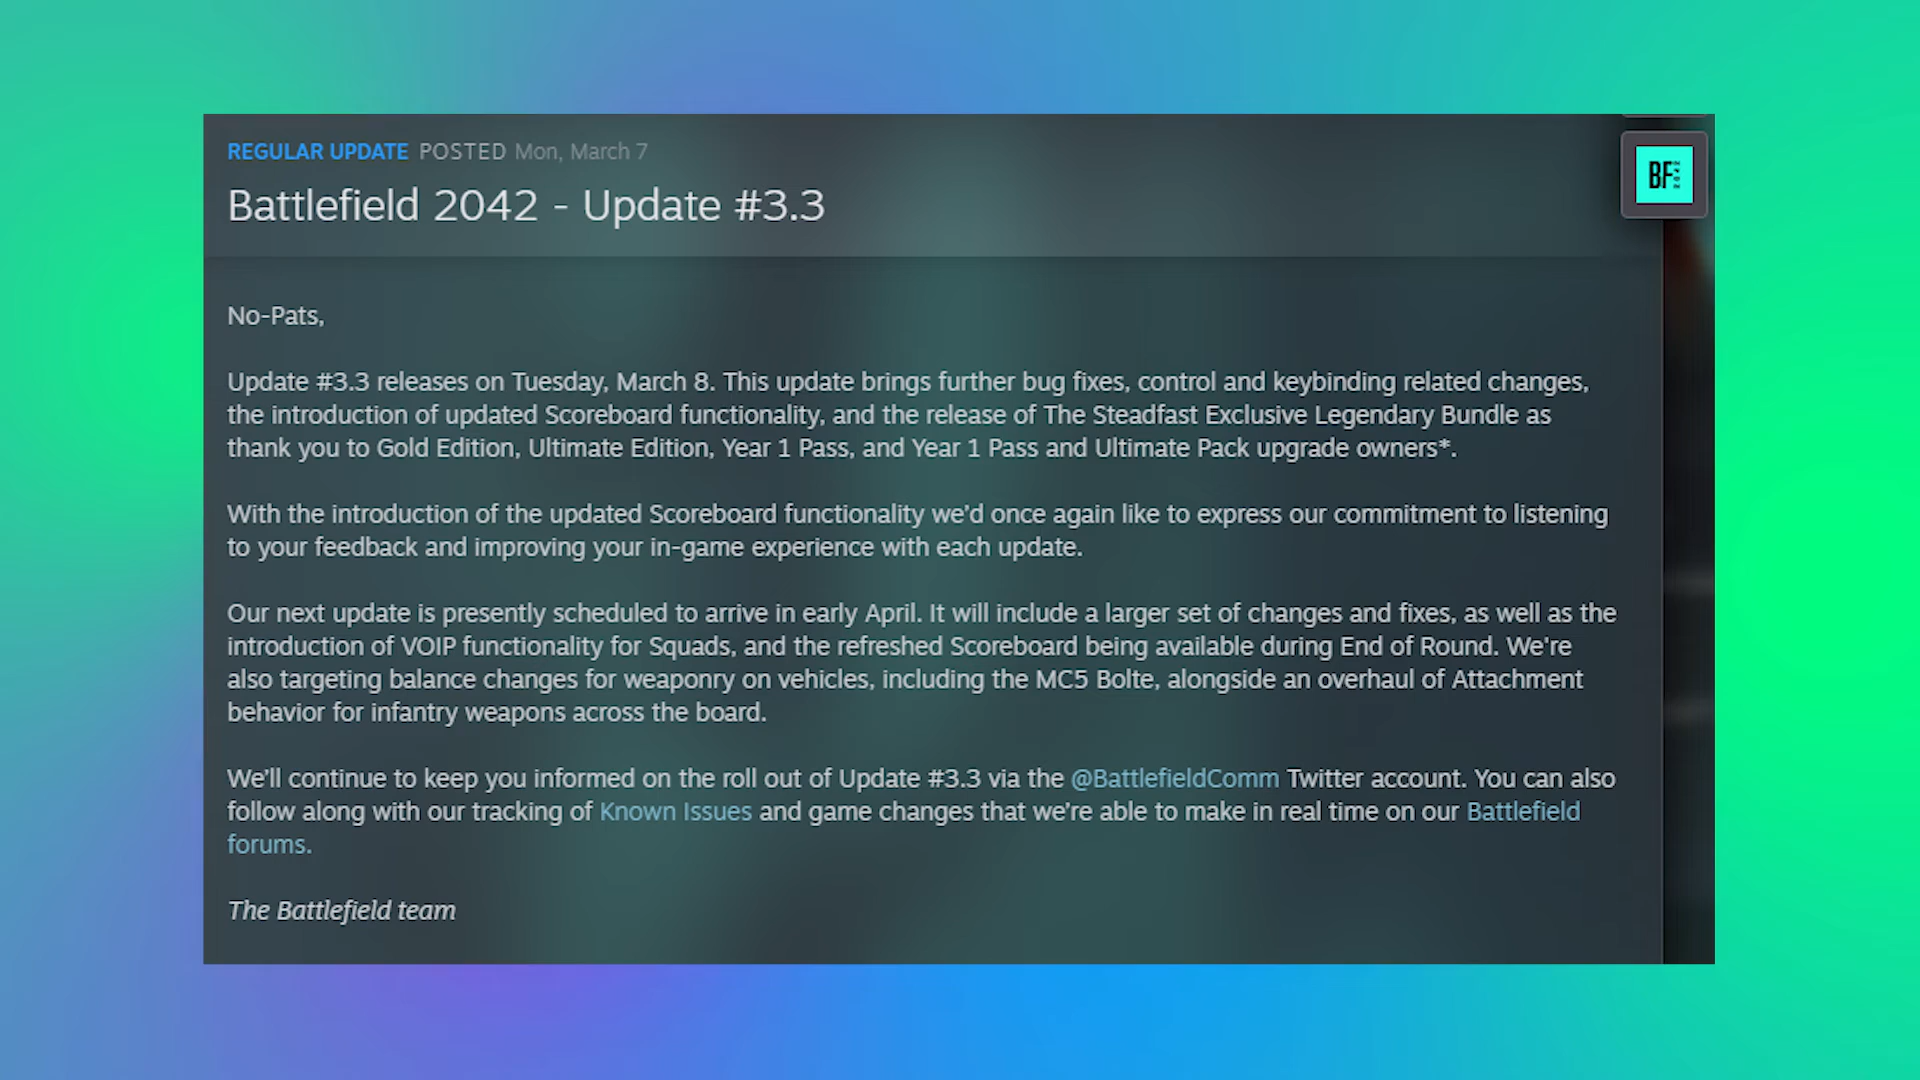 REGULAR UPDATE POSTED Mon, March 7
BF 2042
Battlefield 2042 - Update #3.3
No-Pats,
Update #3.3 releases on Tuesday, March 8. This update brings further bug fixes, control and keybinding related changes,
the introduction of updated Scoreboard functionality, and the release of The Steadfast Exclusive Legendary Bundle as
thank you to Gold Edition, Ultimate Edition, Year 1 Pass, and Year 1 Pass and Ultimate Pack upgrade owners*.
With the introduction of the updated Scoreboard functionality we’d once again like to express our commitment to listening
to your feedback and improving your in-game experience with each update.
Our next update is presently scheduled to arrive in early April. It will include a larger set of changes and fixes, as well as the
introduction of VOIP functionality for Squads, and the refreshed Scoreboard being available during End of Round. We're
also targeting balance changes for weaponry on vehicles, including the MC5 Bolte, alongside an overhaul of Attachment
behavior for infantry weapons across the board.
We’ll continue to keep you informed on the roll out of Update #3.3 via the @BattlefieldComm Twitter account. You can also
follow along with our tracking of Known Issues and game changes that we’re able to make in real time on our Battlefield
forums.
The Battlefield team